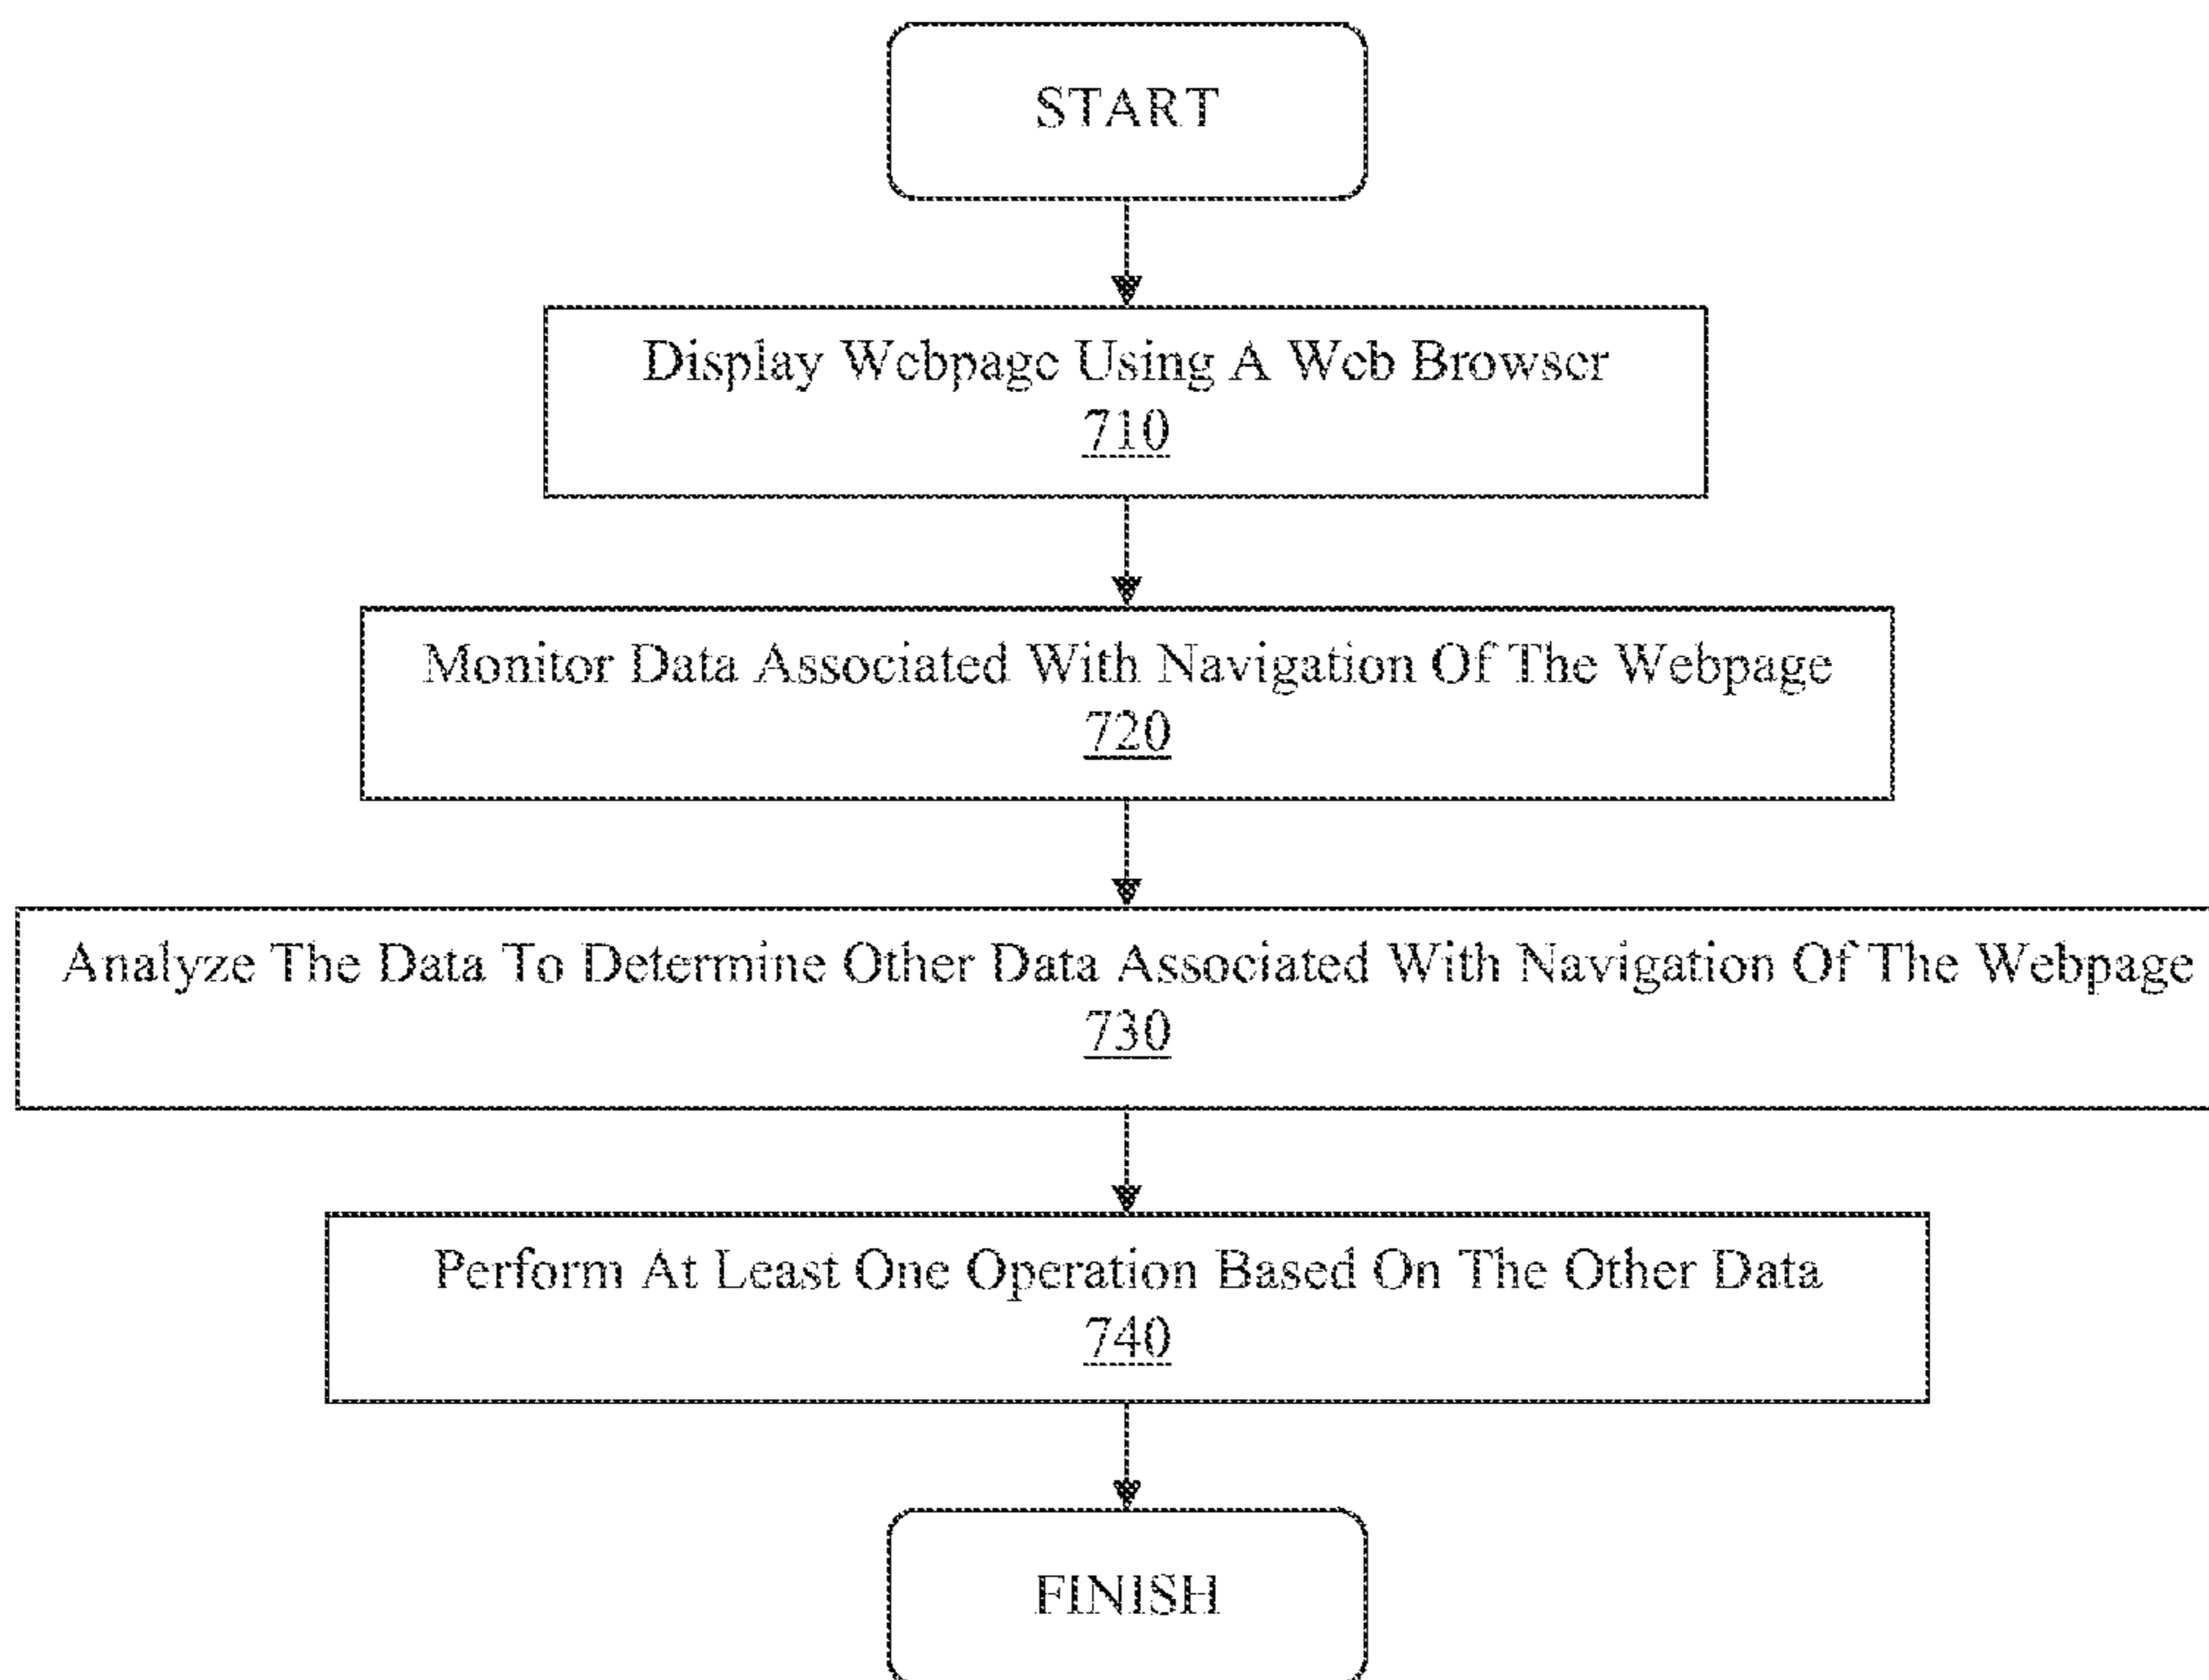 START
Display Webpage Using A Web Browser
710
Monitor Data Associated With Navigation Of The Webpage
720
Analyze The Data To Determine Other Data Associated With Navigation Of The Webpage
730
Perform At Least One Operation Based On The Other Data
740
FINISH